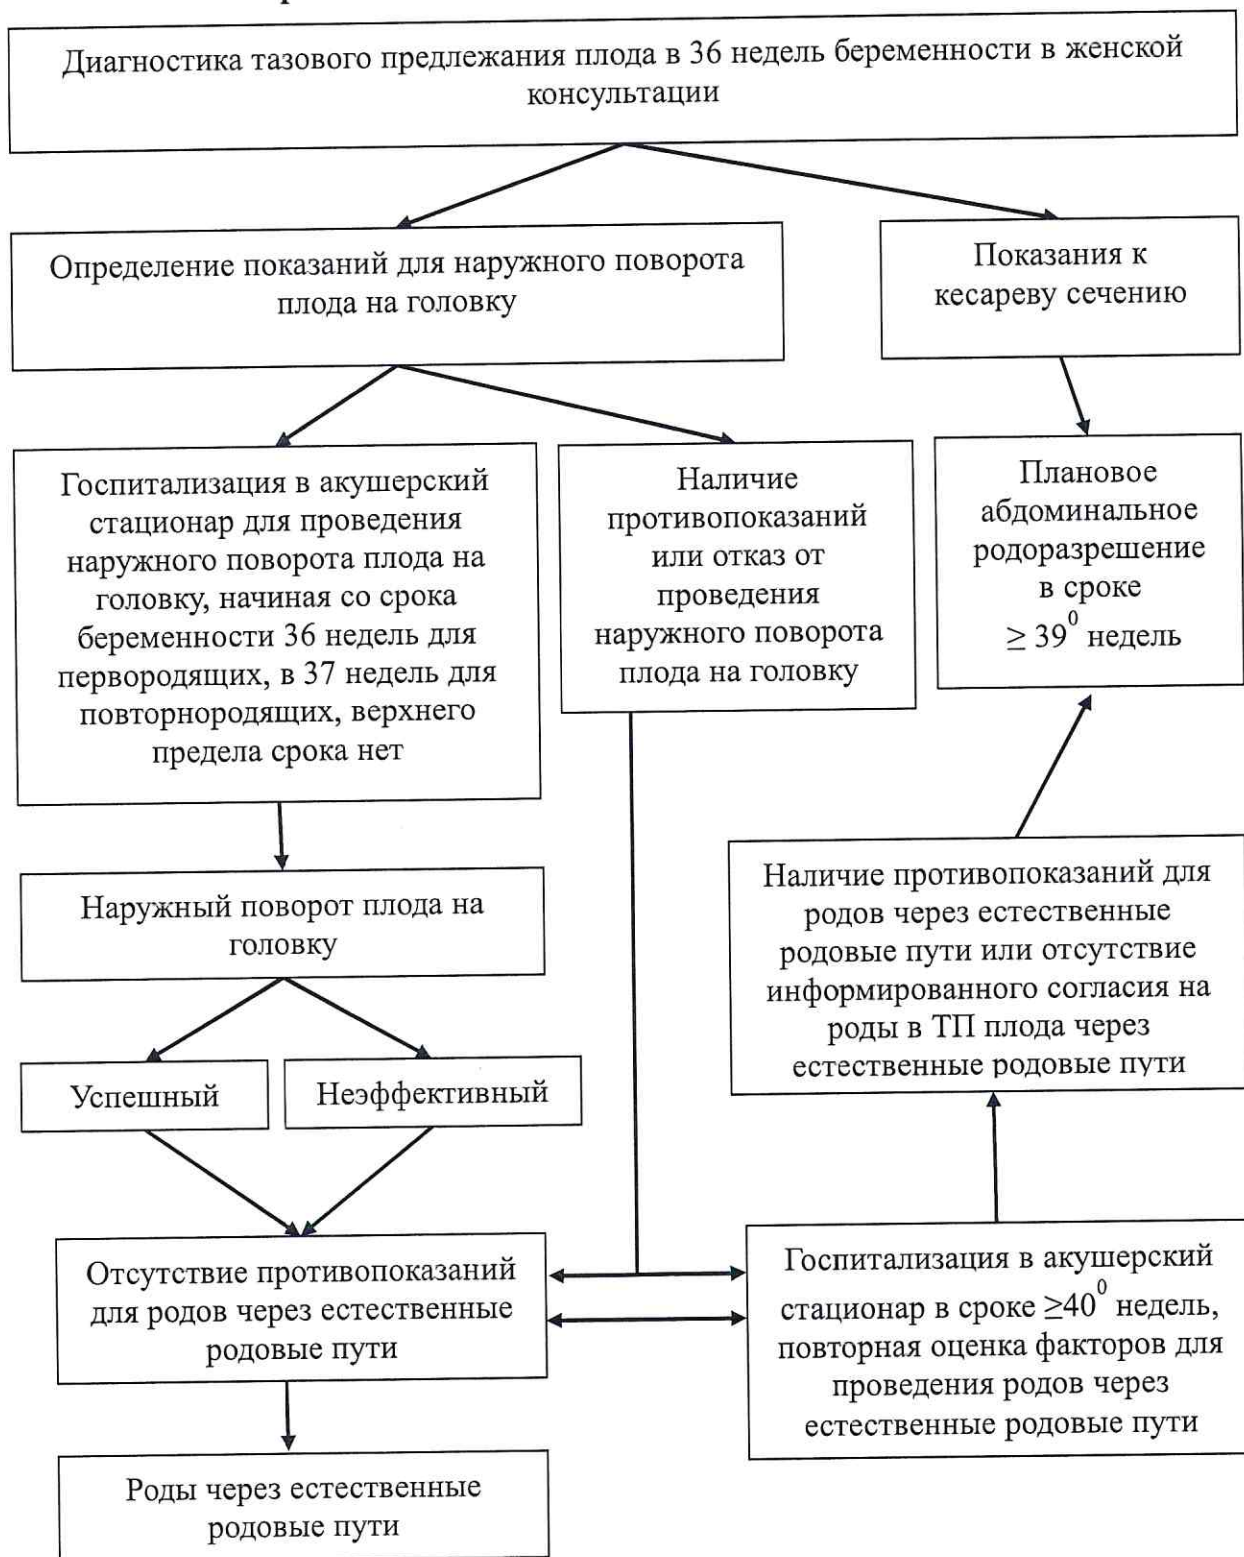 Диагностика тазового предлежания плода в 36 недель беременности в женской
консультации
Определение показаний для наружного поворота
плода на головку
Показания к
кесареву сечению
Госпитализация в акушерский
стационар для проведения
наружного поворота плода на
головку, начиная со срока
беременности 36 недель для
первородящих, в 37 недель для
повторнородящих, верхнего
предела срока нет
Наличие
противопоказаний
или отказ от
проведения
наружного поворота
плода на головку
Плановое
абдоминальное
родоразрешение
в сроке
≥ 39⁰ недель
Наружный поворот плода на
головку
Наличие противопоказаний для
родов через естественные
родовые пути или отсутствие
информированного согласия на
роды в ТП плода через
естественные родовые пути
Успешный
Неэффективный
Отсутствие противопоказаний
для родов через естественные
родовые пути
Госпитализация в акушерский
стационар в сроке ≥40⁰ недель,
повторная оценка факторов для
проведения родов через
естественные родовые пути
Роды через естественные
родовые пути